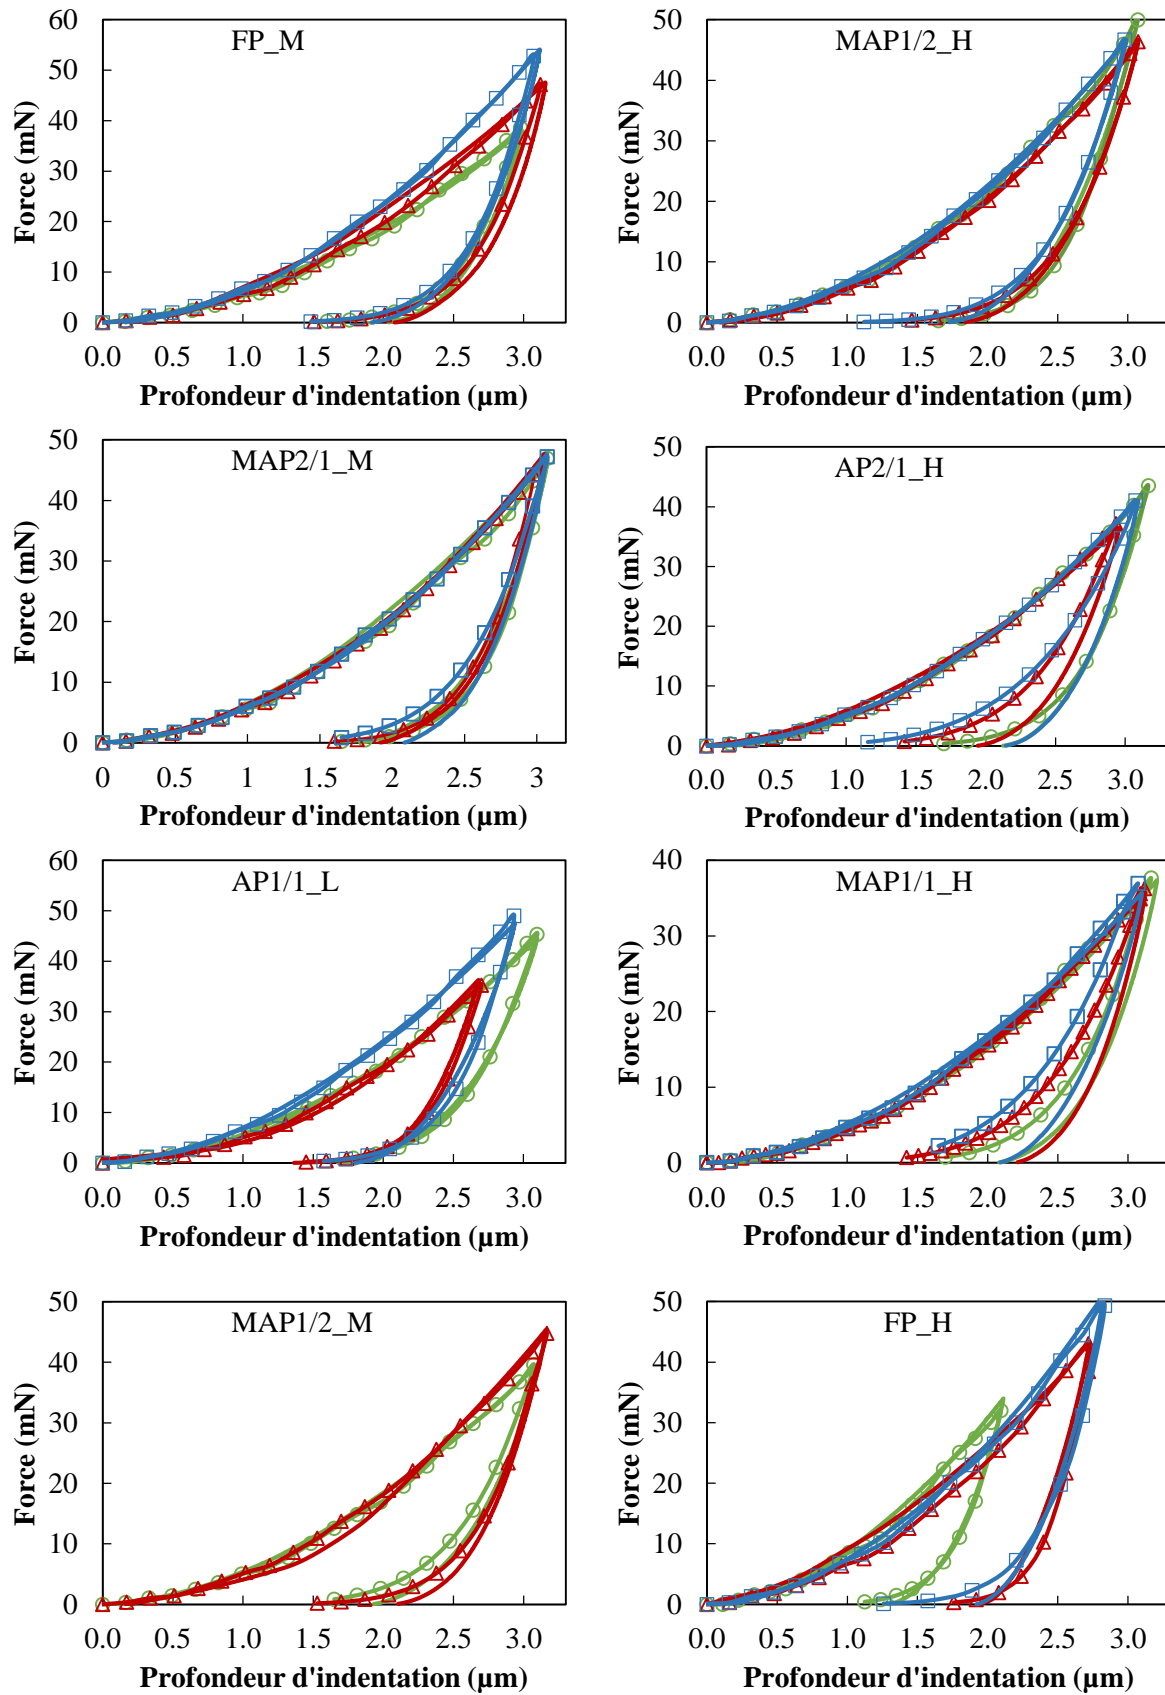 FP_M
Force (mN)
60
50
40
30
20
10
0
0.0 0.5 1.0 1.5 2.0 2.5 3.0
Profondeur d'indentation (µm)
MAP1/2_H
Force (mN)
50
40
30
20
10
0
0.0 0.5 1.0 1.5 2.0 2.5 3.0
Profondeur d'indentation (µm)
MAP2/1_M
Force (mN)
50
40
30
20
10
0
0 0.5 1 1.5 2 2.5 3
Profondeur d'indentation (µm)
AP2/1_H
Force (mN)
50
40
30
20
10
0
0.0 0.5 1.0 1.5 2.0 2.5 3.0
Profondeur d'indentation (µm)
AP1/1_L
Force (mN)
60
50
40
30
20
10
0
0 0.5 1.0 1.5 2.0 2.5 3.0
Profondeur d'indentation (µm)
MAP1/1_H
Force (mN)
40
30
20
10
0
0.0 0.5 1.0 1.5 2.0 2.5 3.0
Profondeur d'indentation (µm)
MAP1/2_M
Force (mN)
50
40
30
20
10
0
0.0 0.5 1.0 1.5 2.0 2.5 3.0
Profondeur d'indentation (µm)
FP_H
Force (mN)
50
40
30
20
10
0
0.0 0.5 1.0 1.5 2.0 2.5 3.0
Profondeur d'indentation (µm)